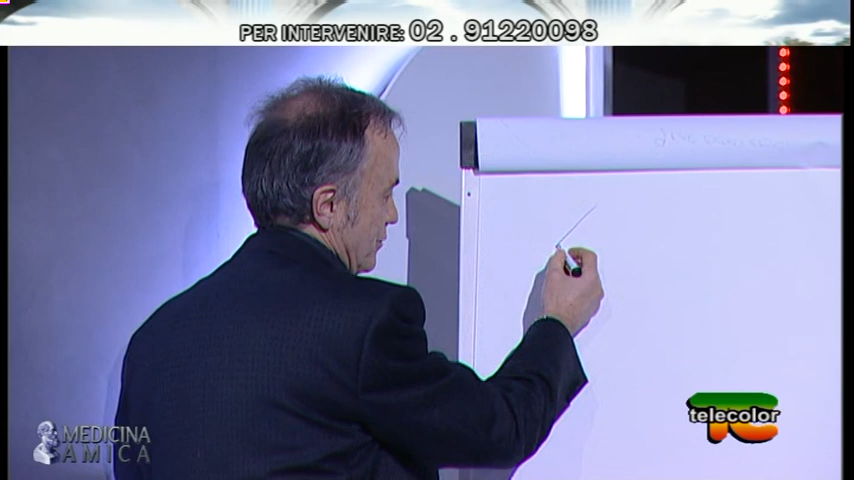 PER INTERVENIRE: 02 . 91220098
telecolor
MEDICINA
AMICA